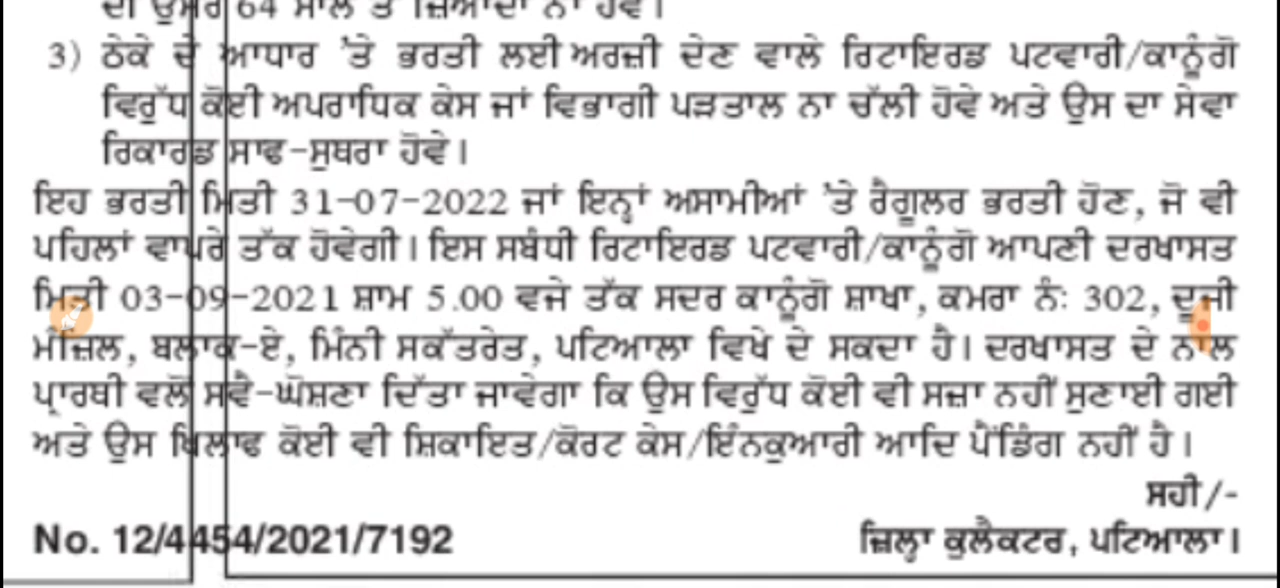 ਦੀ ਉਮਰ 64 ਸਾਲ ਤੋਂ ਜ਼ਿਆਦਾ ਨਾ ਹੋਵੇ।
3) ਠੇਕੇ ਦੇ ਆਧਾਰ 'ਤੇ ਭਰਤੀ ਲਈ ਅਰਜ਼ੀ ਦੇਣ ਵਾਲੇ ਰਿਟਾਇਰਡ ਪਟਵਾਰੀ/ਕਾਨੂੰਗੋ
ਵਿਰੁੱਧ ਕੋਈ ਅਪਰਾਧਿਕ ਕੇਸ ਜਾਂ ਵਿਭਾਗੀ ਪੜਤਾਲ ਨਾ ਚੱਲੀ ਹੋਵੇ ਅਤੇ ਉਸ ਦਾ ਸੇਵਾ
ਰਿਕਾਰਡ ਸਾਫ-ਸੁਥਰਾ ਹੋਵੇ।
ਇਹ ਭਰਤੀ ਮਿਤੀ 31-07-2022 ਜਾਂ ਇਨ੍ਹਾਂ ਅਸਾਮੀਆਂ 'ਤੇ ਰੈਗੂਲਰ ਭਰਤੀ ਹੋਣ, ਜੋ ਵੀ
ਪਹਿਲਾਂ ਵਾਪਰੇ ਤੱਕ ਹੋਵੇਗੀ। ਇਸ ਸਬੰਧੀ ਰਿਟਾਇਰਡ ਪਟਵਾਰੀ/ਕਾਨੂੰਗੋ ਆਪਣੀ ਦਰਖਾਸਤ
ਮਿਤੀ 03-09-2021 ਸ਼ਾਮ 5.00 ਵਜੇ ਤੱਕ ਸਦਰ ਕਾਨੂੰਗੋ ਸ਼ਾਖਾ, ਕਮਰਾ ਨੰ: 302, ਦੂਜੀ
ਮੰਜ਼ਿਲ, ਬਲਾਕ-ਏ, ਮਿੰਨੀ ਸਕੱਤਰੇਤ, ਪਟਿਆਲਾ ਵਿਖੇ ਦੇ ਸਕਦਾ ਹੈ। ਦਰਖਾਸਤ ਦੇ ਨਾਲ
ਪ੍ਰਾਰਥੀ ਵਲੋਂ ਸਵੈ-ਘੋਸ਼ਣਾ ਦਿੱਤਾ ਜਾਵੇਗਾ ਕਿ ਉਸ ਵਿਰੁੱਧ ਕੋਈ ਵੀ ਸਜ਼ਾ ਨਹੀਂ ਸੁਣਾਈ ਗਈ
ਅਤੇ ਉਸ ਖਿਲਾਫ ਕੋਈ ਵੀ ਸ਼ਿਕਾਇਤ/ਕੋਰਟ ਕੇਸ/ਇੰਨਕੁਆਰੀ ਆਦਿ ਪੈਂਡਿੰਗ ਨਹੀਂ ਹੈ।
ਸਹੀ/-
No. 12/4454/2021/7192 ਜ਼ਿਲ੍ਹਾ ਕੁਲੈਕਟਰ, ਪਟਿਆਲਾ।